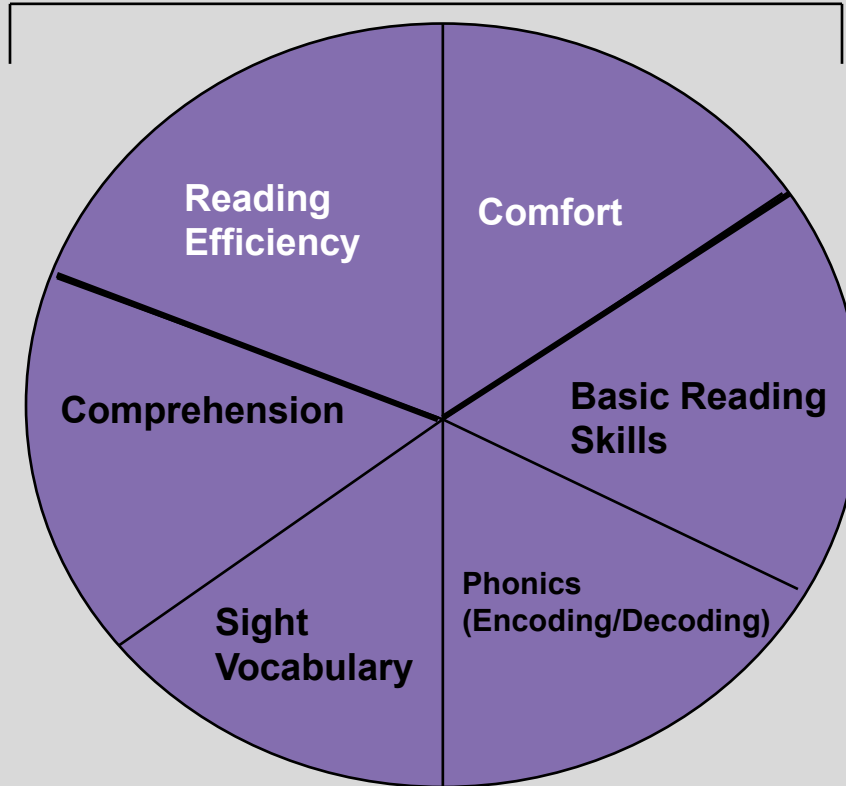 Reading
Efficiency
Comfort
Comprehension
Basic Reading
Skills
Sight
Vocabulary
Phonics
(Encoding/Decoding)